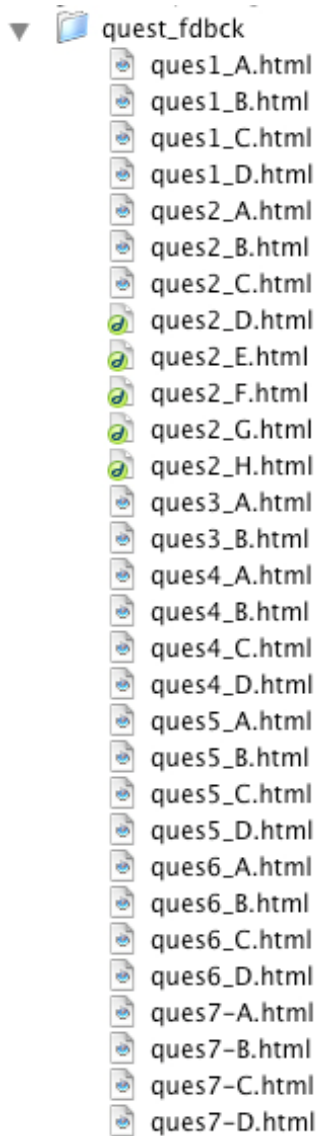 quest_fdbck
ques1_A.html
ques1_B.html
ques1_C.html
ques1_D.html
ques2_A.html
ques2_B.html
ques2_C.html
ques2_D.html
ques2_E.html
ques2_F.html
ques2_G.html
ques2_H.html
ques3_A.html
ques3_B.html
ques4_A.html
ques4_B.html
ques4_C.html
ques4_D.html
ques5_A.html
ques5_B.html
ques5_C.html
ques5_D.html
ques6_A.html
ques6_B.html
ques6_C.html
ques6_D.html
ques7-A.html
ques7-B.html
ques7-C.html
ques7-D.html